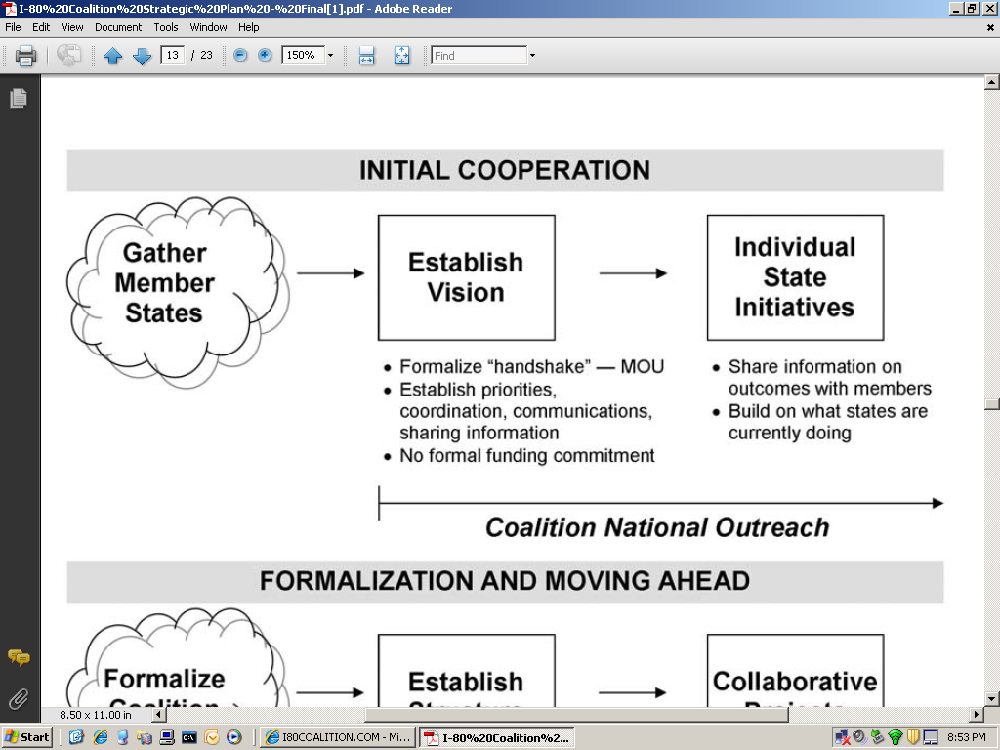 I-80%20Coalition%20Strategic%20Plan%20-%20Final[1].pdf - Adobe Reader
File Edit View Document Tools Window Help
13 / 23 150% Find
INITIAL COOPERATION
Gather
Member
States
Establish
Vision
Individual
State
Initiatives
• Formalize “handshake” — MOU
• Establish priorities,
coordination, communications,
sharing information
• No formal funding commitment
• Share information on
outcomes with members
• Build on what states are
currently doing
Coalition National Outreach
FORMALIZATION AND MOVING AHEAD
Formalize
Coalition
Establish
Structure
Collaborative
Projects
8.50 x 11.00 in
Start I80COALITION.COM - Mi... I-80%20Coalition%2... 8:53 PM